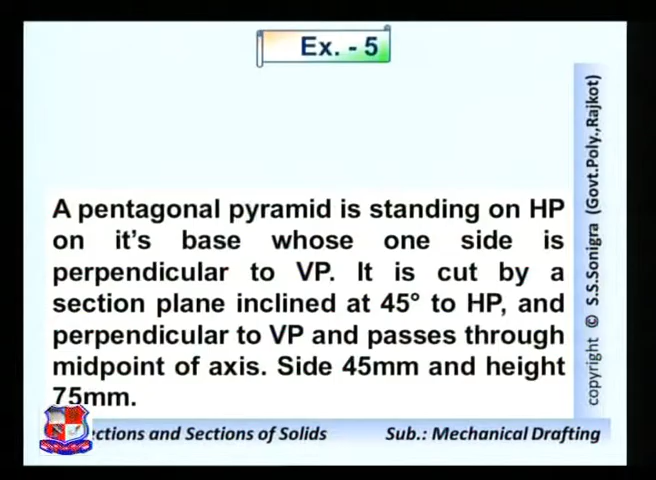 Ex. - 5
A pentagonal pyramid is standing on HP
on it's base whose one side is
perpendicular to VP. It is cut by a
section plane inclined at 45° to HP, and
perpendicular to VP and passes through
midpoint of axis. Side 45mm and height
75mm.
ections and Sections of Solids Sub.: Mechanical Drafting
copyright © S.S.Sonigra (Govt.Poly.,Rajkot)